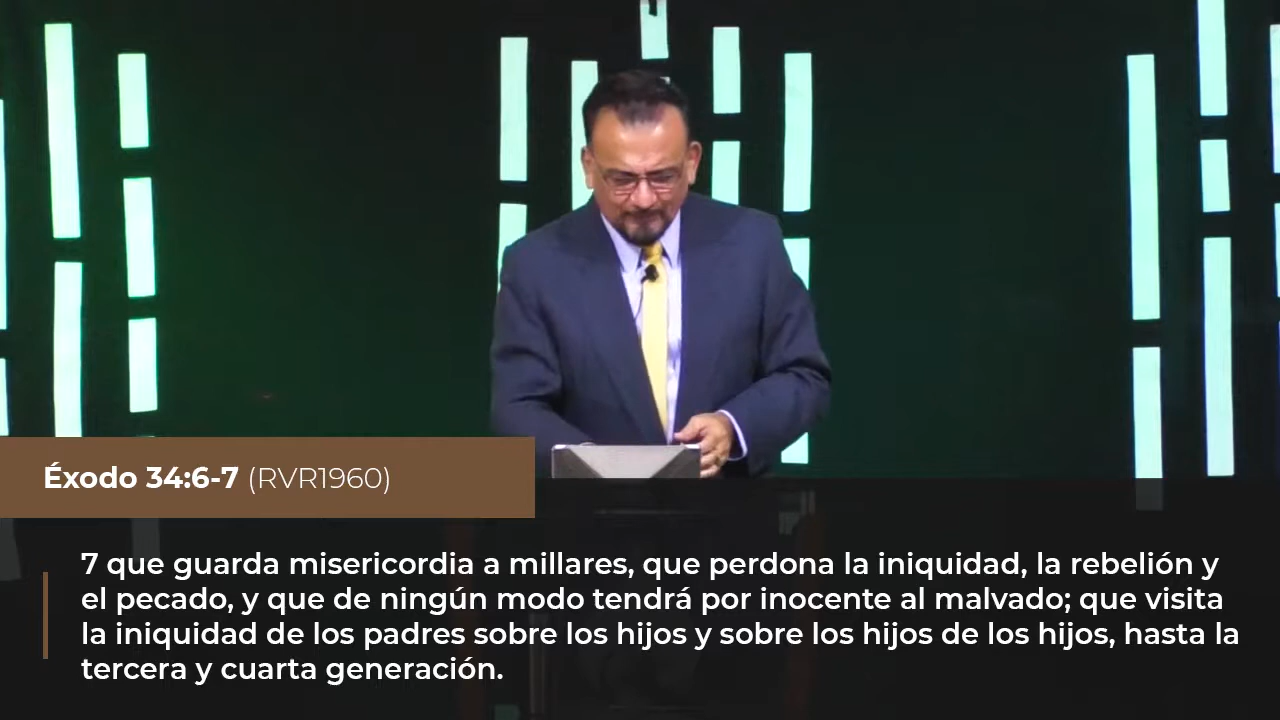 Éxodo 34:6-7 (RVR1960)
7 que guarda misericordia a millares, que perdona la iniquidad, la rebelión y
el pecado, y que de ningún modo tendrá por inocente al malvado; que visita
la iniquidad de los padres sobre los hijos y sobre los hijos de los hijos, hasta la
tercera y cuarta generación.